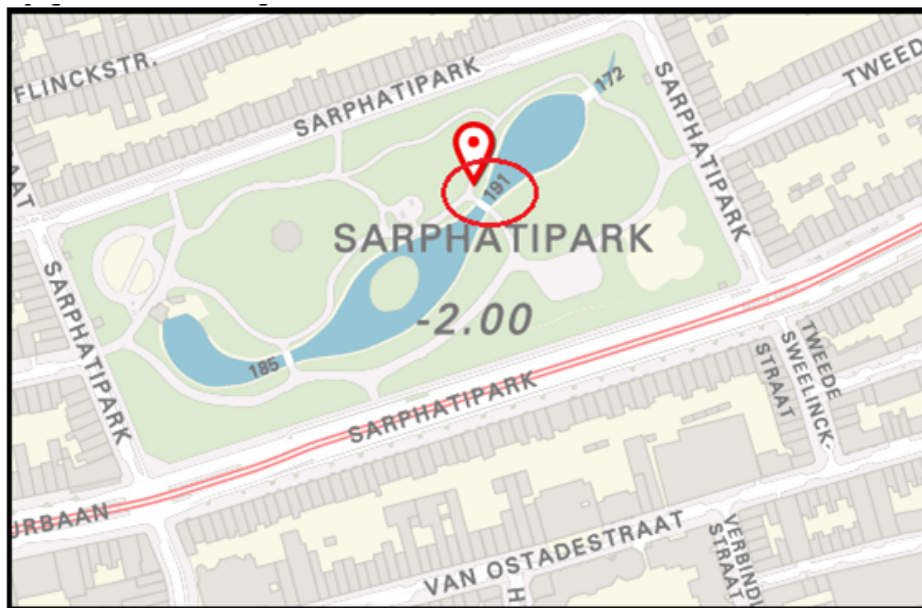 FLINCKSTR.
SARPHATIPARK
172
TWEED
SARPHATIPARK
AAT
191
SARPHATIPARK
SARPHATIPARK
-2.00
185
SARPHATIPARK
TWEEDE
SWEELINCK-
STRAAT
URBAAN
VAN OSTADESTRAAT
VERBIND
STRAAT
H